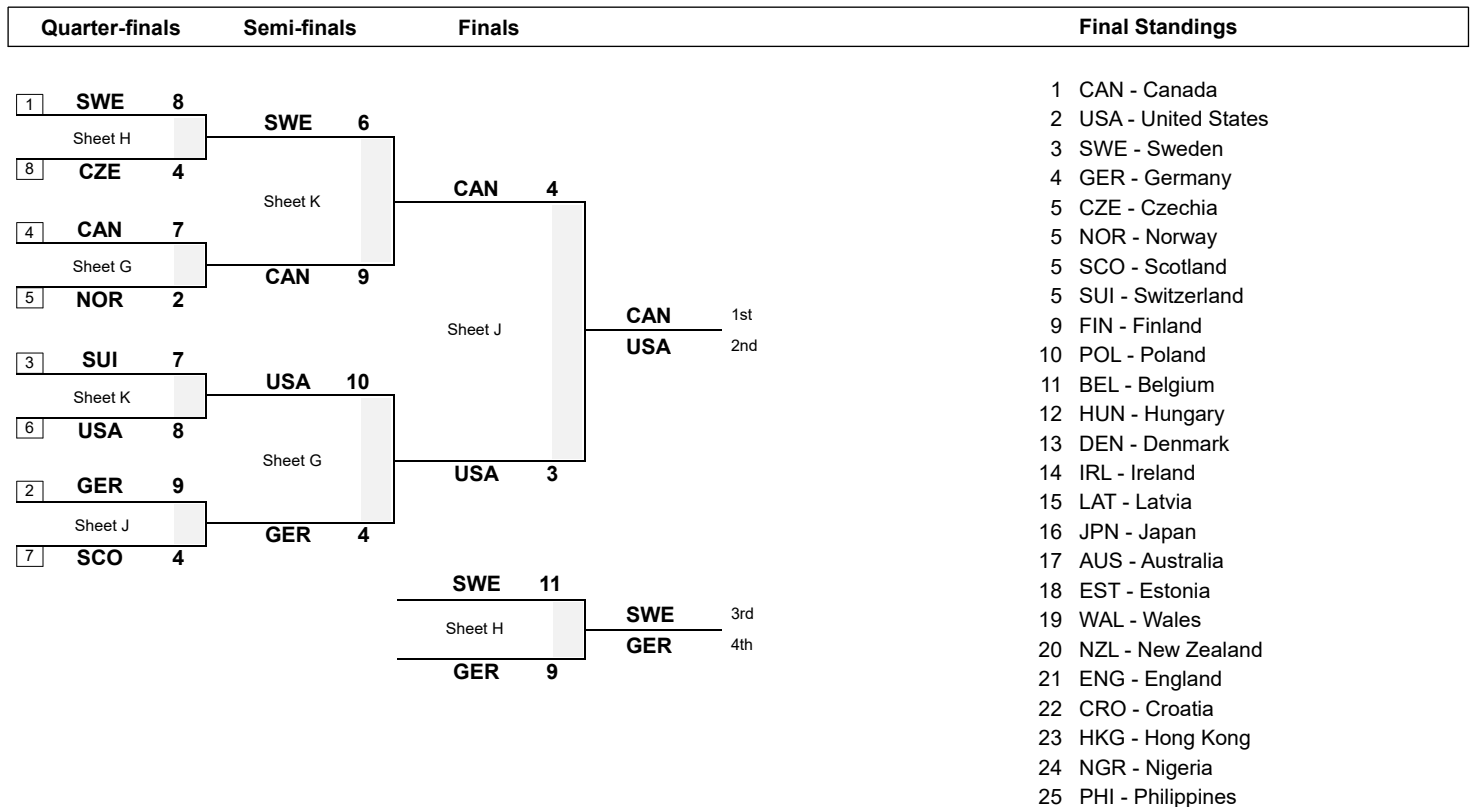 Quarter-finals Semi-finals Finals Final Standings
1 SWE 8
Sheet H
8 CZE 4
4 CAN 7
Sheet G
5 NOR 2
3 SUI 7
Sheet K
6 USA 8
2 GER 9
Sheet J
7 SCO 4
SWE 6
Sheet K
CAN 9
USA 10
Sheet G
GER 4
CAN 4
Sheet J
USA 3
SWE 11
Sheet H
GER 9
CAN 1st
USA 2nd
SWE 3rd
GER 4th
1 CAN - Canada
2 USA - United States
3 SWE - Sweden
4 GER - Germany
5 CZE - Czechia
5 NOR - Norway
5 SCO - Scotland
5 SUI - Switzerland
9 FIN - Finland
10 POL - Poland
11 BEL - Belgium
12 HUN - Hungary
13 DEN - Denmark
14 IRL - Ireland
15 LAT - Latvia
16 JPN - Japan
17 AUS - Australia
18 EST - Estonia
19 WAL - Wales
20 NZL - New Zealand
21 ENG - England
22 CRO - Croatia
23 HKG - Hong Kong
24 NGR - Nigeria
25 PHI - Philippines